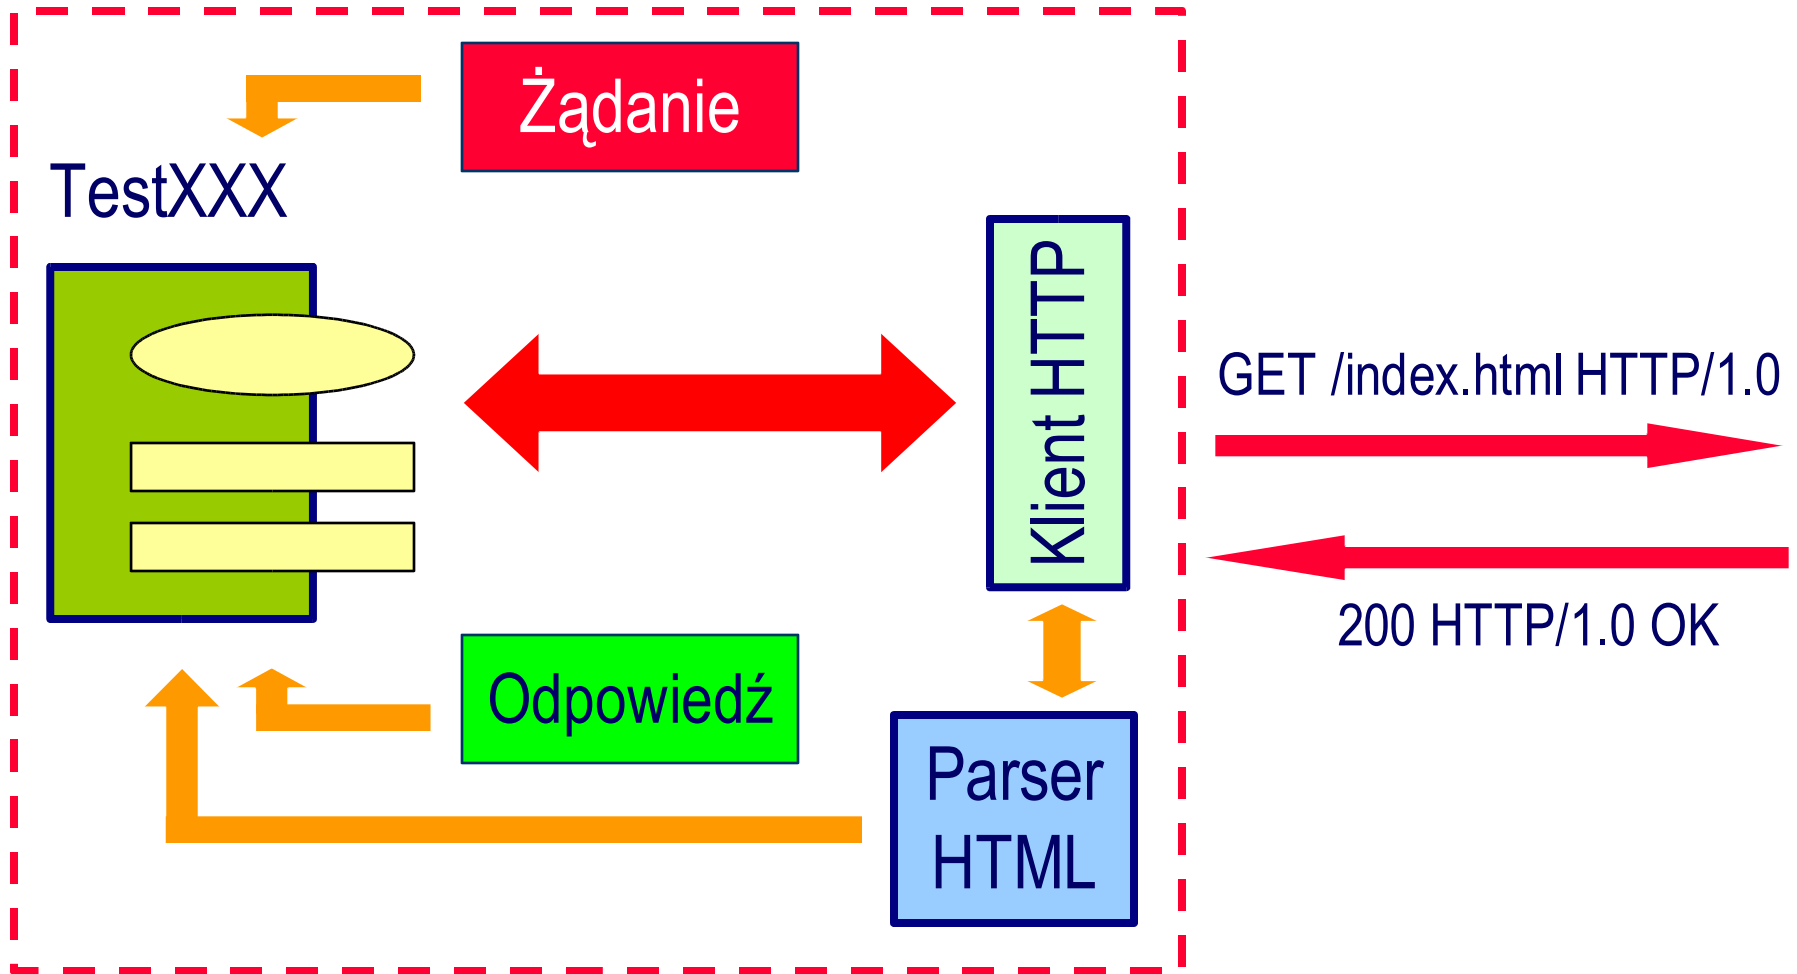 Żądanie
TestXXX
Klient HTTP
GET /index.html HTTP/1.0
200 HTTP/1.0 OK
Odpowiedź
Parser
HTML